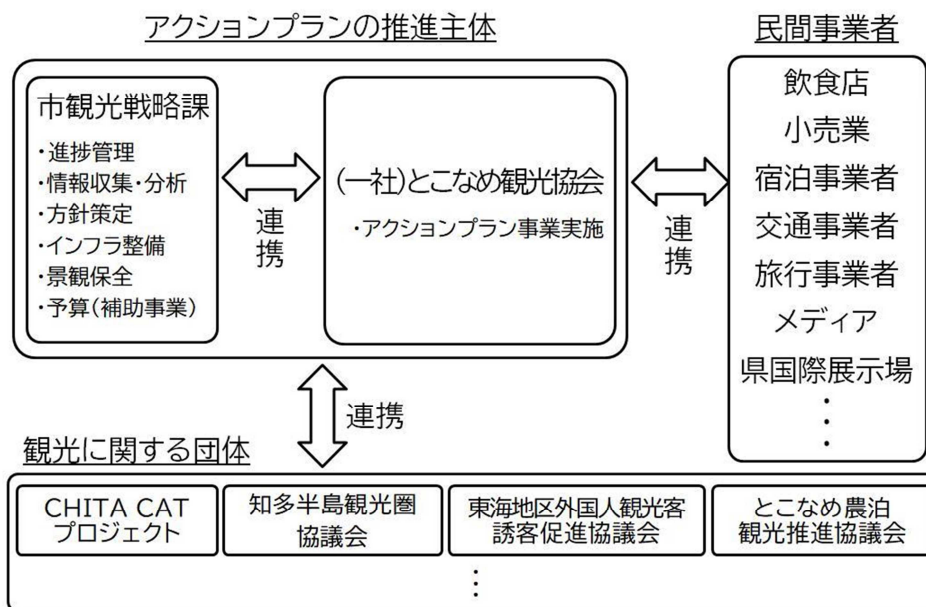 アクションプランの推進主体
市観光戦略課
・進捗管理
・情報収集・分析
・方針策定
・インフラ整備
・景観保全
・予算(補助事業)
連携
(一社)とこなめ観光協会
・アクションプラン事業実施
連携
民間事業者
飲食店
小売業
宿泊事業者
交通事業者
旅行事業者
メディア
県国際展示場
・
・
・
連携
観光に関する団体
CHITA CAT
プロジェクト
知多半島観光圏
協議会
東海地区外国人観光客
誘客促進協議会
とこなめ農泊
観光推進協議会
⋮